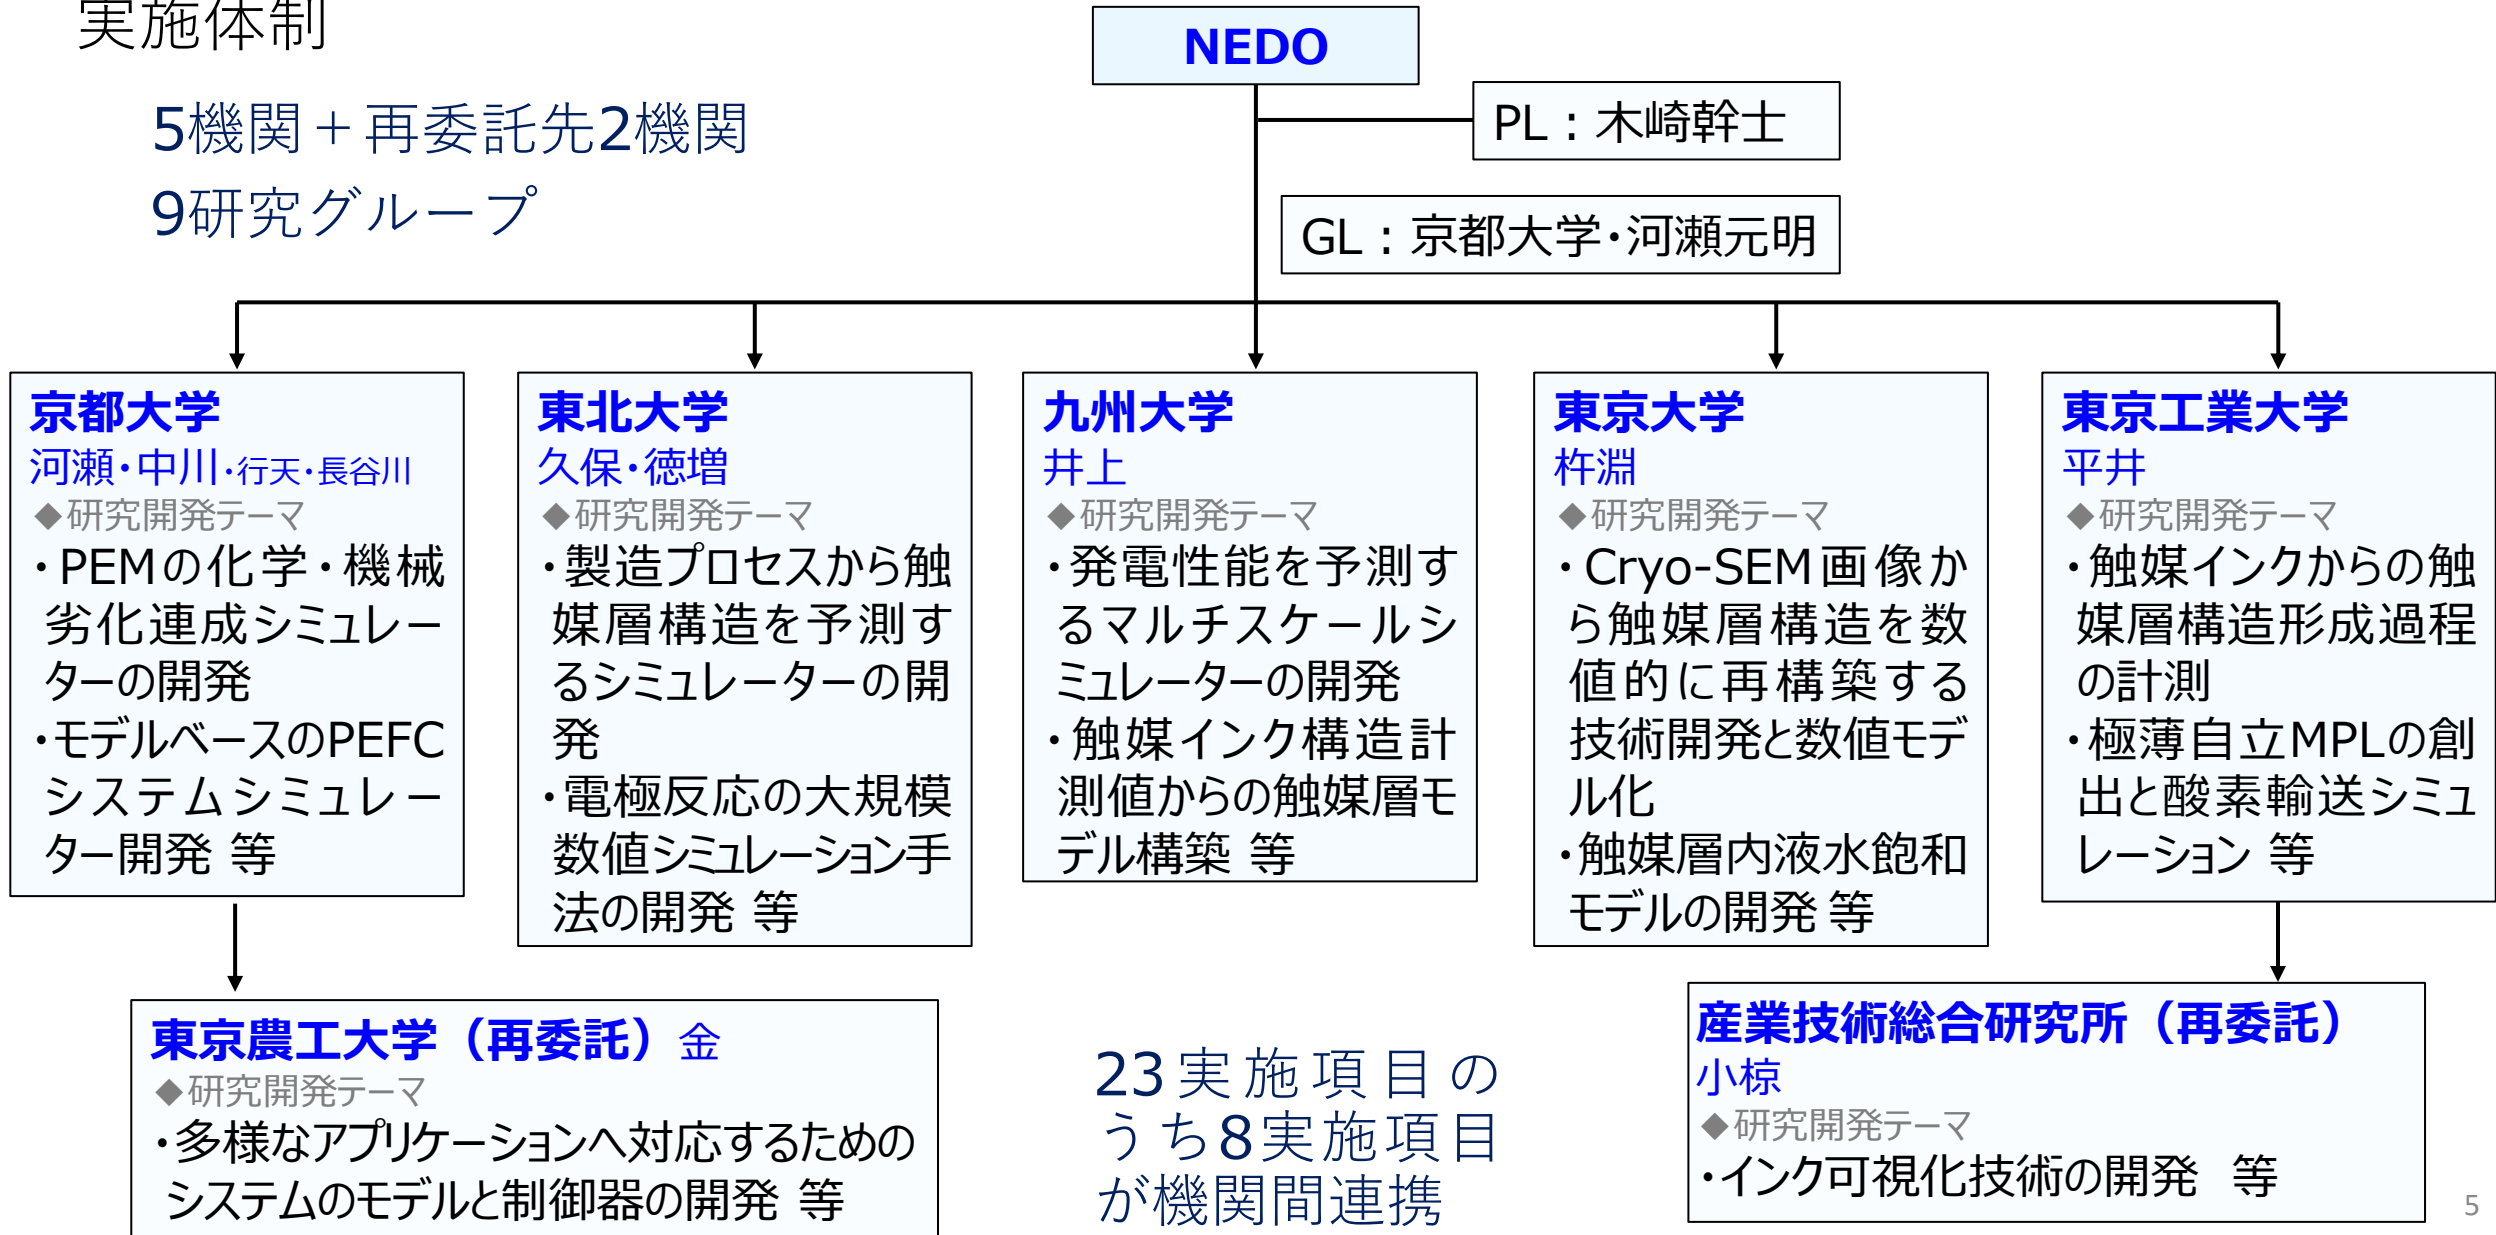 実施体制
5機関＋再委託先2機関
9研究グループ
NEDO
PL：木崎幹士
GL：京都大学・河瀬元明
京都大学
河瀬・中川・行天・長谷川
◆研究開発テーマ
・PEMの化学・機械
劣化連成シミュレー
ターの開発
・モデルベースのPEFC
システムシミュレー
ター開発 等
東北大学
久保・徳増
◆研究開発テーマ
・製造プロセスから触
媒層構造を予測す
るシミュレーターの開
発
・電極反応の大規模
数値シミュレーション手
法の開発 等
九州大学
井上
◆研究開発テーマ
・発電性能を予測す
るマルチスケールシ
ミュレーターの開発
・触媒インク構造計
測値からの触媒層モ
デル構築 等
東京大学
杵淵
◆研究開発テーマ
・Cryo-SEM画像か
ら触媒層構造を数
値的に再構築する
技術開発と数値モデ
ル化
・触媒層内液水飽和
モデルの開発 等
東京工業大学
平井
◆研究開発テーマ
・触媒インクからの触
媒層構造形成過程
の計測
・極薄自立MPLの創
出と酸素輸送シミュ
レーション 等
東京農工大学（再委託）金
◆研究開発テーマ
・多様なアプリケーションへ対応するための
システムのモデルと制御器の開発 等
23実施項目の
うち8実施項目
が機関間連携
産業技術総合研究所（再委託）
小椋
◆研究開発テーマ
・インク可視化技術の開発　等
5